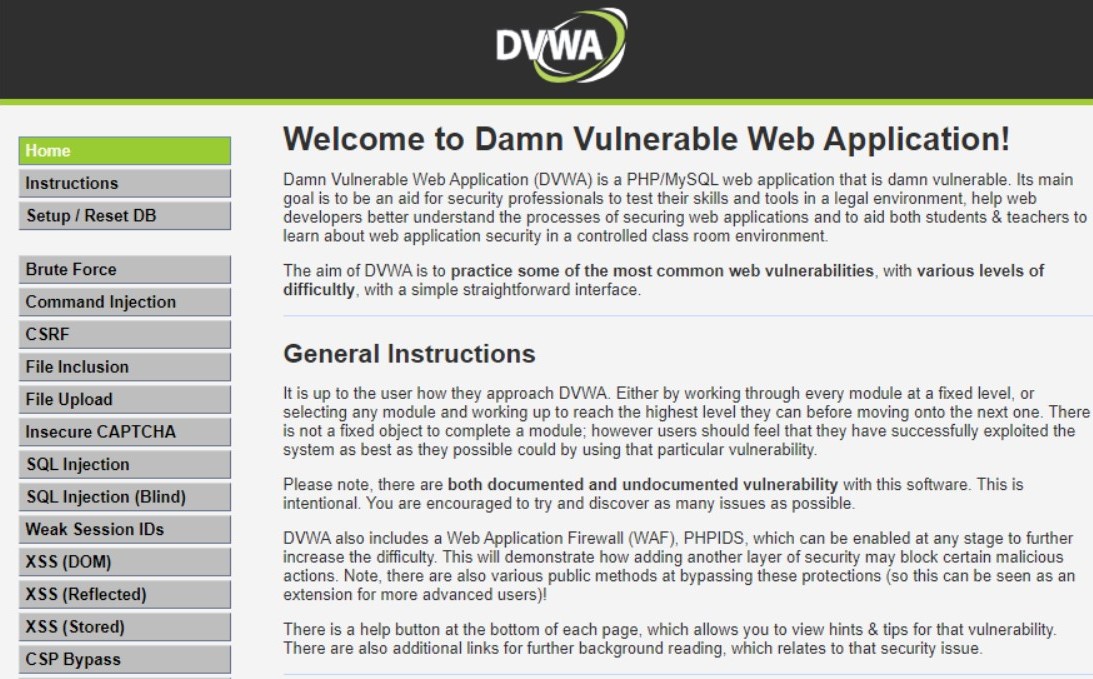 DVWA
Home
Instructions
Setup / Reset DB
Brute Force
Command Injection
CSRF
File Inclusion
File Upload
Insecure CAPTCHA
SQL Injection
SQL Injection (Blind)
Weak Session IDs
XSS (DOM)
XSS (Reflected)
XSS (Stored)
CSP Bypass
Welcome to Damn Vulnerable Web Application!
Damn Vulnerable Web Application (DVWA) is a PHP/MySQL web application that is damn vulnerable. Its main
goal is to be an aid for security professionals to test their skills and tools in a legal environment, help web
developers better understand the processes of securing web applications and to aid both students & teachers to
learn about web application security in a controlled class room environment.
The aim of DVWA is to practice some of the most common web vulnerabilities, with various levels of
difficultly, with a simple straightforward interface.
General Instructions
It is up to the user how they approach DVWA. Either by working through every module at a fixed level, or
selecting any module and working up to reach the highest level they can before moving onto the next one. There
is not a fixed object to complete a module; however users should feel that they have successfully exploited the
system as best as they possible could by using that particular vulnerability.
Please note, there are both documented and undocumented vulnerability with this software. This is
intentional. You are encouraged to try and discover as many issues as possible.
DVWA also includes a Web Application Firewall (WAF), PHPIDS, which can be enabled at any stage to further
increase the difficulty. This will demonstrate how adding another layer of security may block certain malicious
actions. Note, there are also various public methods at bypassing these protections (so this can be seen as an
extension for more advanced users)!
There is a help button at the bottom of each page, which allows you to view hints & tips for that vulnerability.
There are also additional links for further background reading, which relates to that security issue.